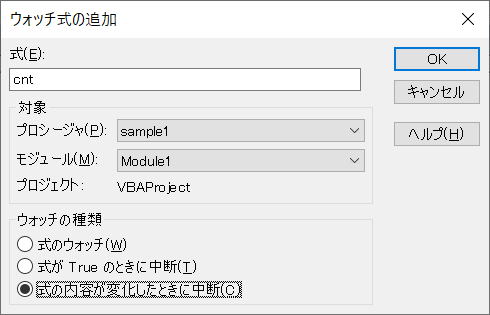 ウォッチ式の追加
式(E):
cnt
OK
キャンセル
ヘルプ(H)
対象
プロシージャ(P): sample1
モジュール(M): Module1
プロジェクト: VBAProject
ウォッチの種類
式のウォッチ(W)
式が True のときに中断(T)
式の内容が変化したときに中断(C)